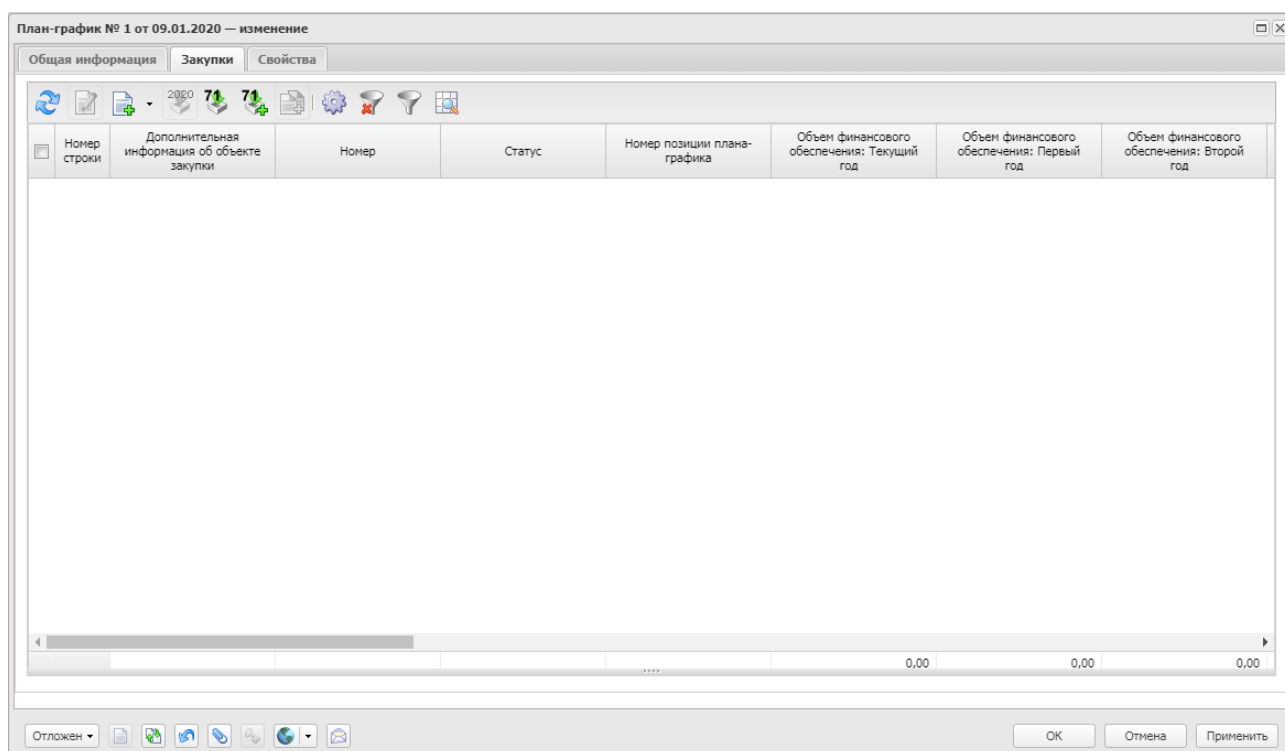 План-график № 1 от 09.01.2020 — изменение
Общая информация Закупки Свойства
2020 71 71
Номер строки
Дополнительная информация об объекте закупки
Номер
Статус
Номер позиции плана-графика
Объем финансового обеспечения: Текущий год
Объем финансового обеспечения: Первый год
Объем финансового обеспечения: Второй год
0,00 0,00 0,00
Отложен ОК Отмена Применить